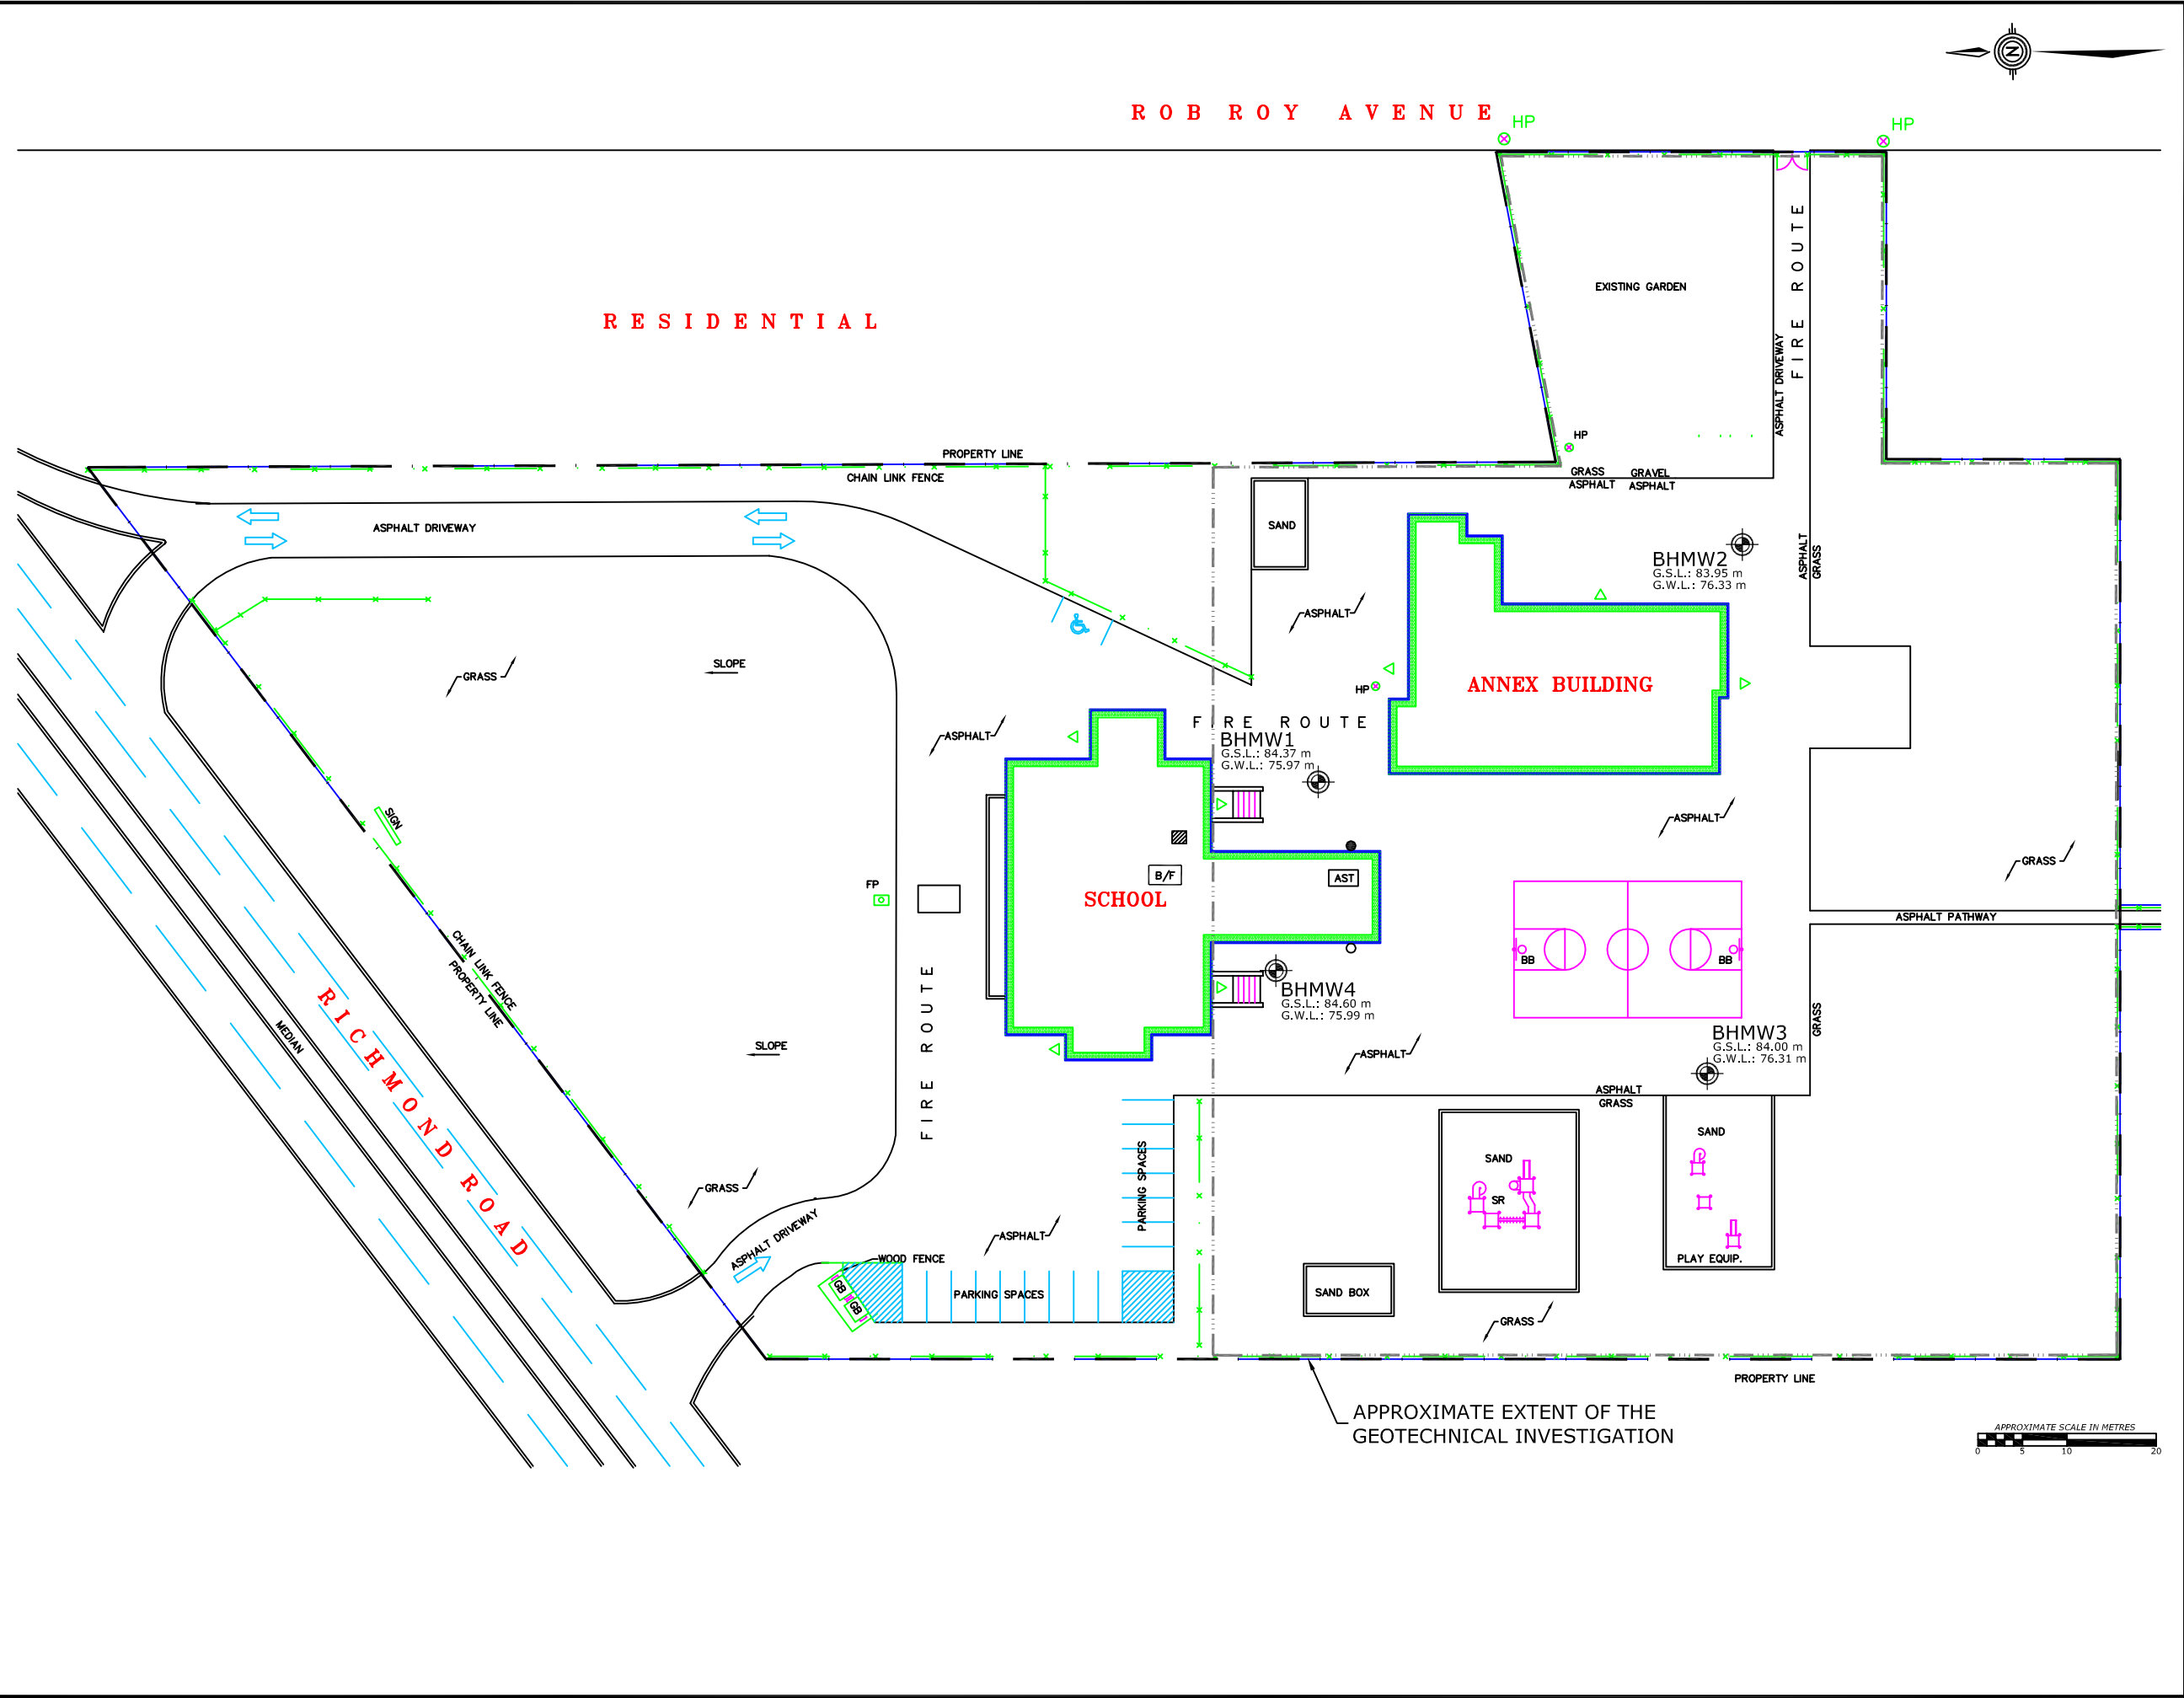 N
ROB ROY AVENUE
HP
HP
FIRE ROUTE
EXISTING GARDEN
RESIDENTIAL
ASPHALT DRIVEWAY
HP
PROPERTY LINE
CHAIN LINK FENCE
GRASS
GRAVEL
ASPHALT
ASPHALT
ASPHALT DRIVEWAY
SAND
ASPHALT
GRASS
BHMW2
G.S.L.: 83.95 m
G.W.L.: 76.33 m
ASPHALT
GRASS
SLOPE
HP
ANNEX BUILDING
FIRE ROUTE
ASPHALT
BHMW1
G.S.L.: 84.37 m
G.W.L.: 75.97 m
SIGN
ASPHALT
GRASS
B/F
AST
FP
SCHOOL
ASPHALT PATHWAY
CHAIN LINK FENCE
PROPERTY LINE
BB
BB
FIRE ROUTE
BHMW4
G.S.L.: 84.60 m
G.W.L.: 75.99 m
GRASS
MEDIAN
RICHMOND ROAD
SLOPE
ASPHALT
BHMW3
G.S.L.: 84.00 m
G.W.L.: 76.31 m
ASPHALT
GRASS
SAND
SAND
PARKING SPACES
GRASS
SR
ASPHALT DRIVEWAY
ASPHALT
WOOD FENCE
PLAY EQUIP.
GB
GB
PARKING SPACES
SAND BOX
GRASS
PROPERTY LINE
APPROXIMATE EXTENT OF THE
GEOTECHNICAL INVESTIGATION
APPROXIMATE SCALE IN METRES
0 5 10 20